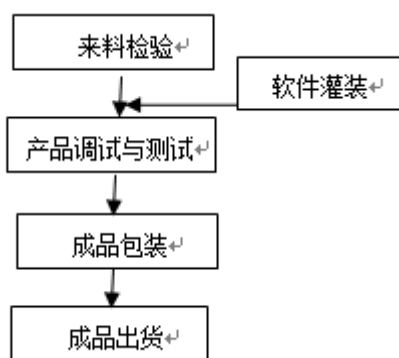 来料检验
软件灌装
产品调试与测试
成品包装
成品出货